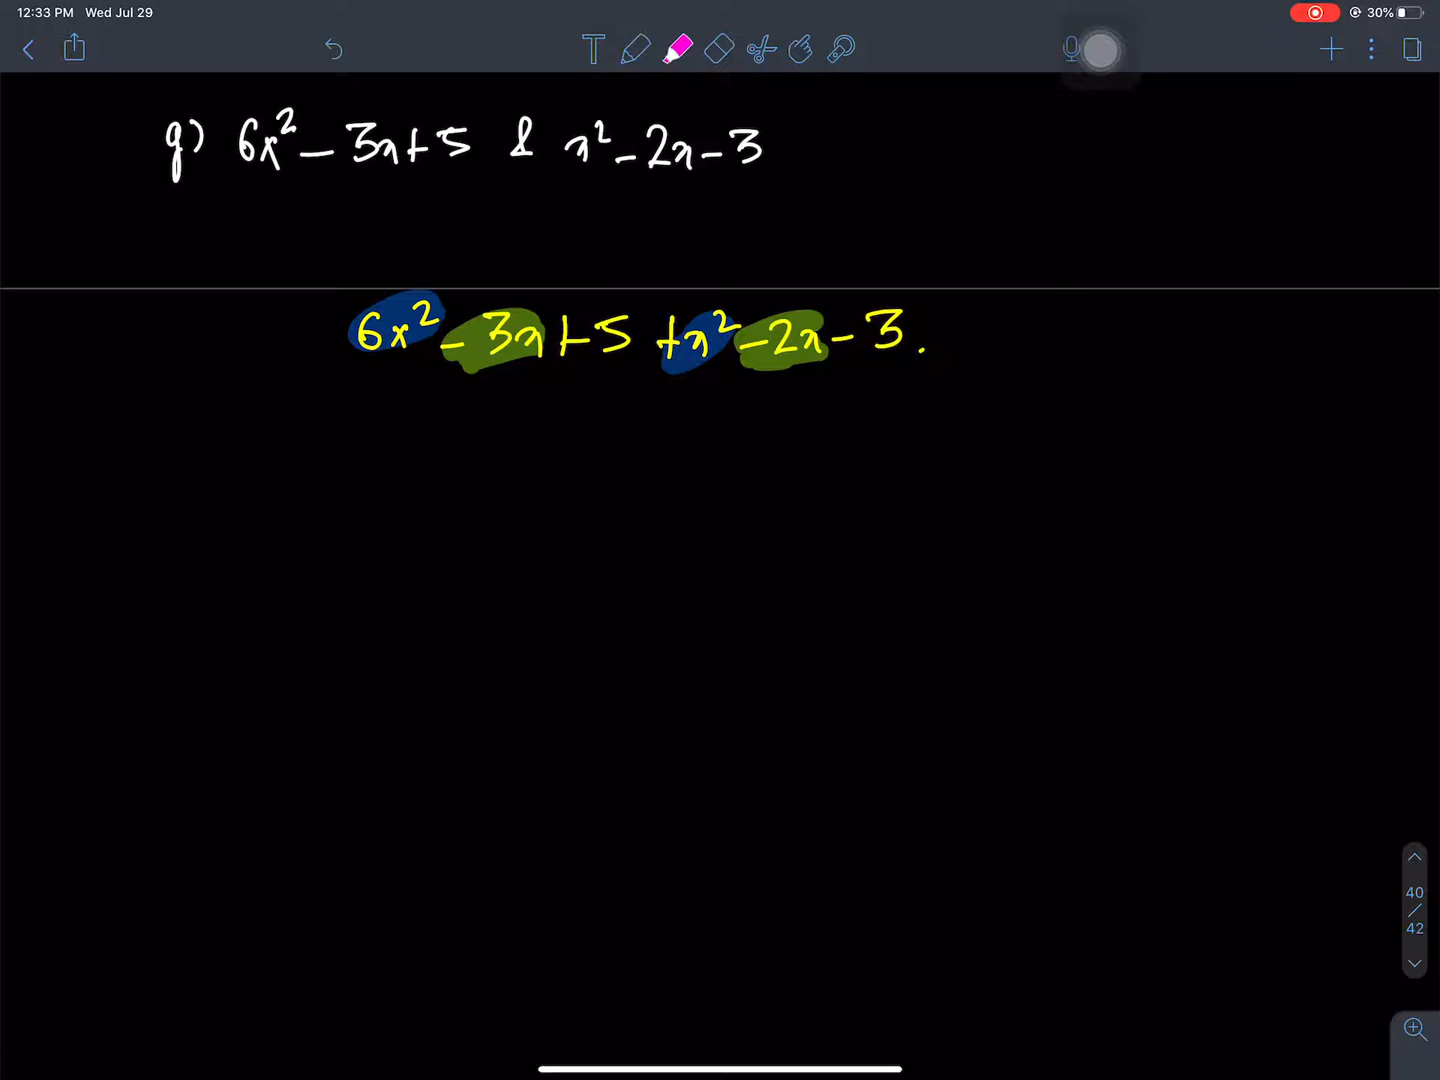 12:33 PM Wed Jul 29
30%
T
g) 6x² - 3x + 5 & x² - 2x - 3
6x² - 3x + 5 + x² - 2x - 3.
40
/
42